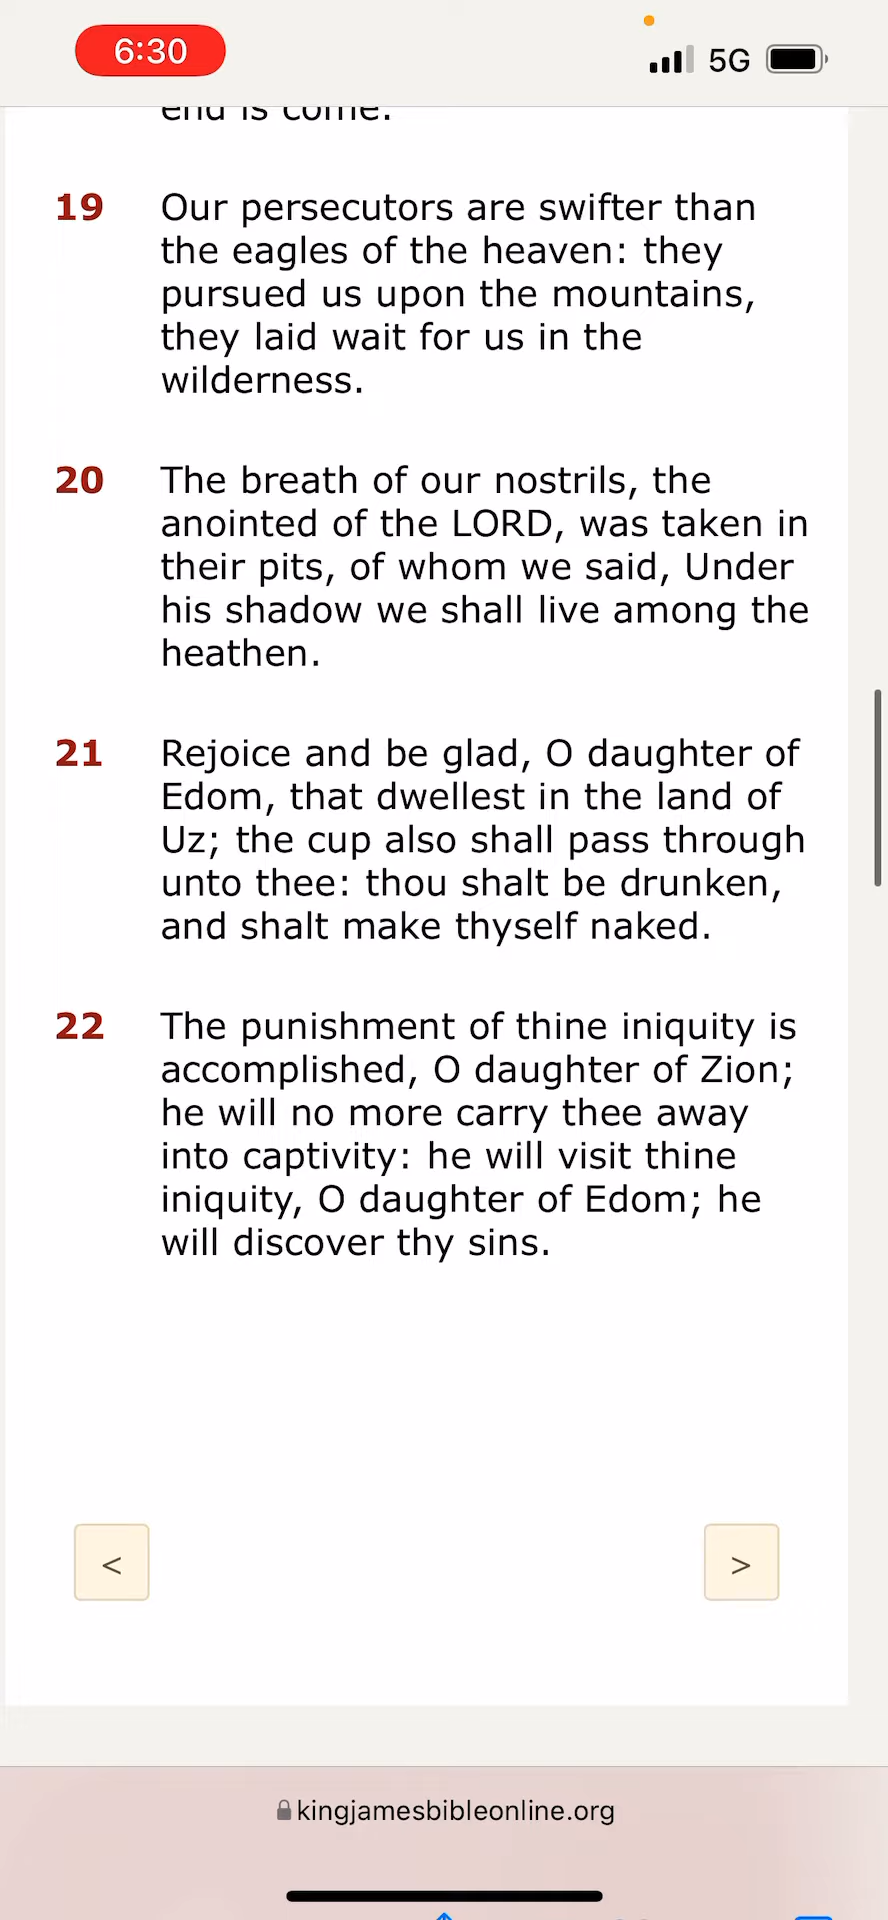 6:30
5G
end is come.
19 Our persecutors are swifter than
the eagles of the heaven: they
pursued us upon the mountains,
they laid wait for us in the
wilderness.
20 The breath of our nostrils, the
anointed of the LORD, was taken in
their pits, of whom we said, Under
his shadow we shall live among the
heathen.
21 Rejoice and be glad, O daughter of
Edom, that dwellest in the land of
Uz; the cup also shall pass through
unto thee: thou shalt be drunken,
and shalt make thyself naked.
22 The punishment of thine iniquity is
accomplished, O daughter of Zion;
he will no more carry thee away
into captivity: he will visit thine
iniquity, O daughter of Edom; he
will discover thy sins.
< >
kingjamesbibleonline.org